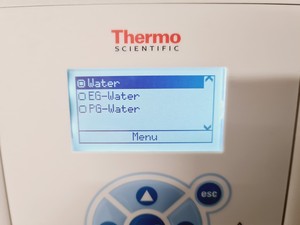 Thermo
SCIENTIFIC
Water
EG-Water
PG-Water
Menu
esc